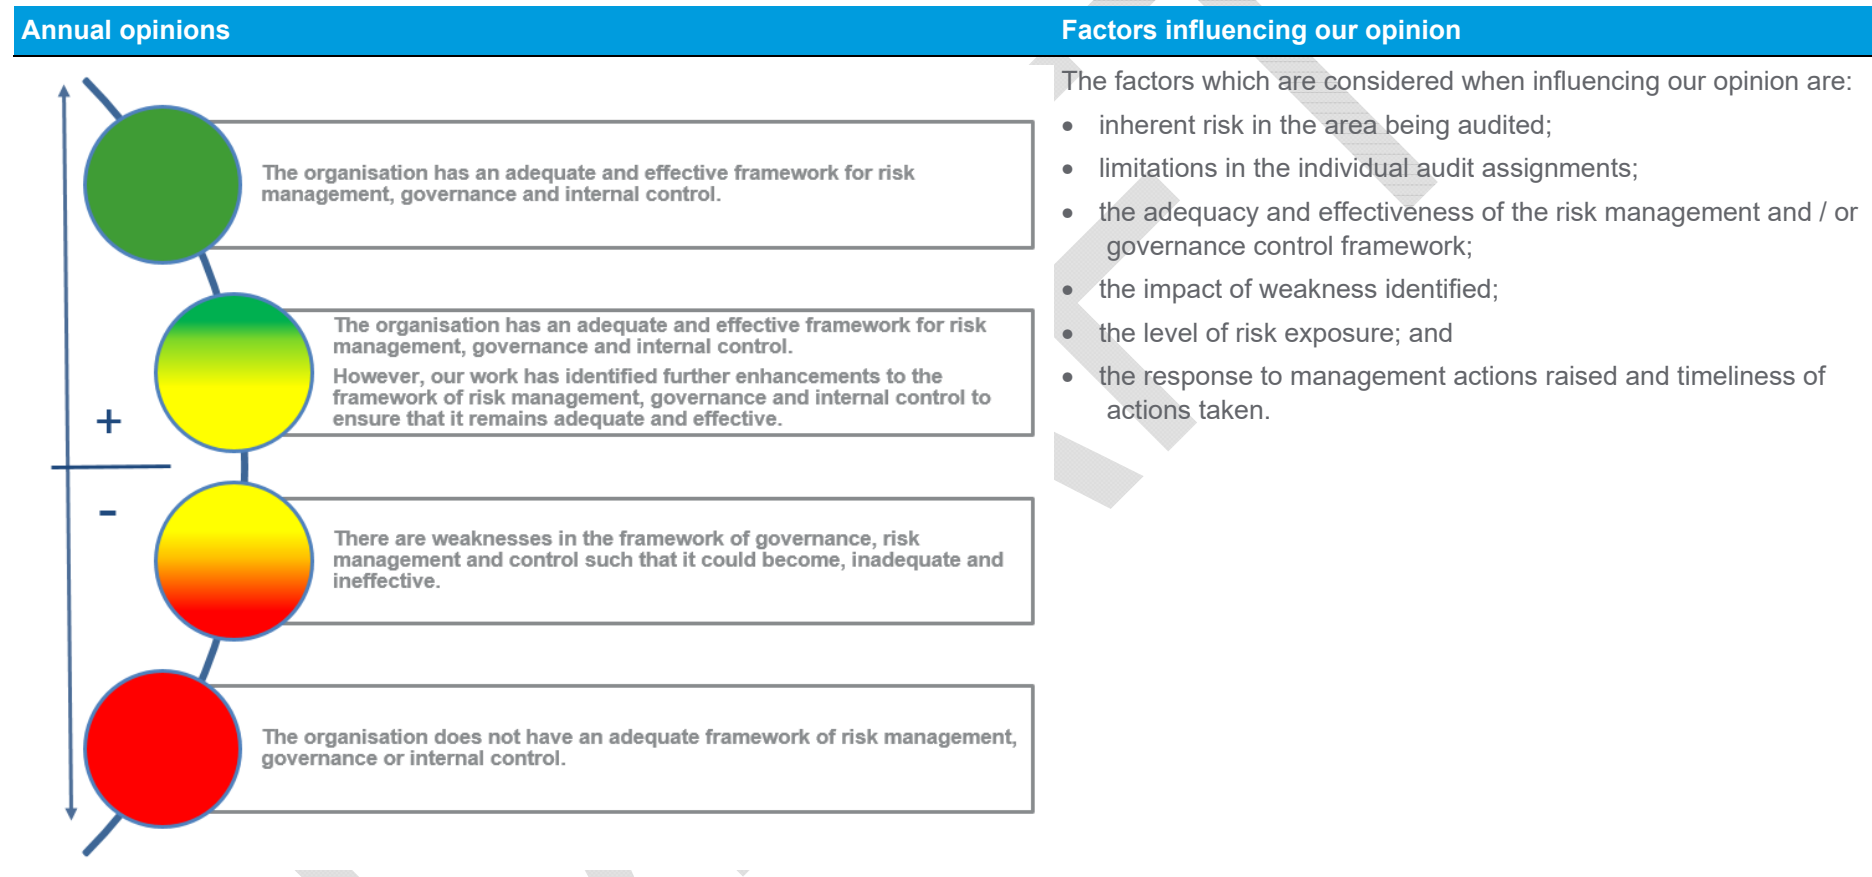 Annual opinions
Factors influencing our opinion
The organisation has an adequate and effective framework for risk
management, governance and internal control.
The organisation has an adequate and effective framework for risk
management, governance and internal control.
However, our work has identified further enhancements to the
framework of risk management, governance and internal control to
ensure that it remains adequate and effective.
+
-
There are weaknesses in the framework of governance, risk
management and control such that it could become, inadequate and
ineffective.
The organisation does not have an adequate framework of risk management,
governance or internal control.
The factors which are considered when influencing our opinion are:
• inherent risk in the area being audited;
• limitations in the individual audit assignments;
• the adequacy and effectiveness of the risk management and / or
governance control framework;
• the impact of weakness identified;
• the level of risk exposure; and
• the response to management actions raised and timeliness of
actions taken.